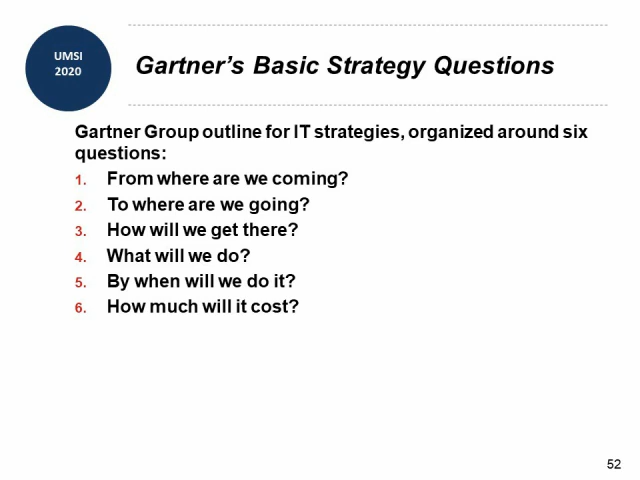 UMSI
2020
Gartner’s Basic Strategy Questions
Gartner Group outline for IT strategies, organized around six
questions:
1. From where are we coming?
2. To where are we going?
3. How will we get there?
4. What will we do?
5. By when will we do it?
6. How much will it cost?
52